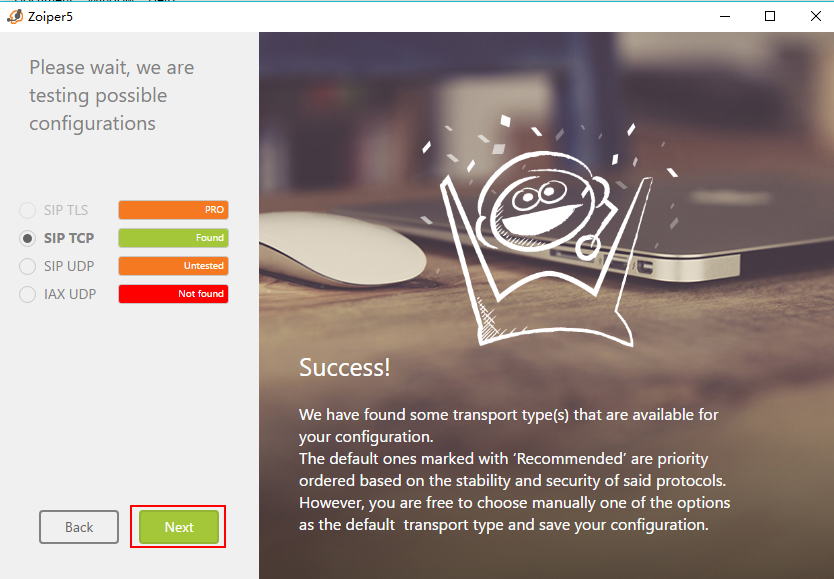 Zoiper5
Please wait, we are
testing possible
configurations
SIP TLS PRO
SIP TCP Found
SIP UDP Untested
IAX UDP Not found
Back Next
Success!
We have found some transport type(s) that are available for
your configuration.
The default ones marked with ‘Recommended’ are priority
ordered based on the stability and security of said protocols.
However, you are free to choose manually one of the options
as the default transport type and save your configuration.